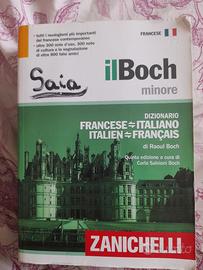 FRANCESE
• tutti i neologismi più importanti
del francese contemporaneo
• oltre 300 note d'uso, 300 note
di cultura e la segnalazione
di oltre 800 falsi amici
Saia
ilBoch
minore
DIZIONARIO
FRANCESE ITALIANO
ITALIEN FRANÇAIS
di Raoul Boch
Quinta edizione a cura di
Carla Salvioni Boch
ZANICHELLI